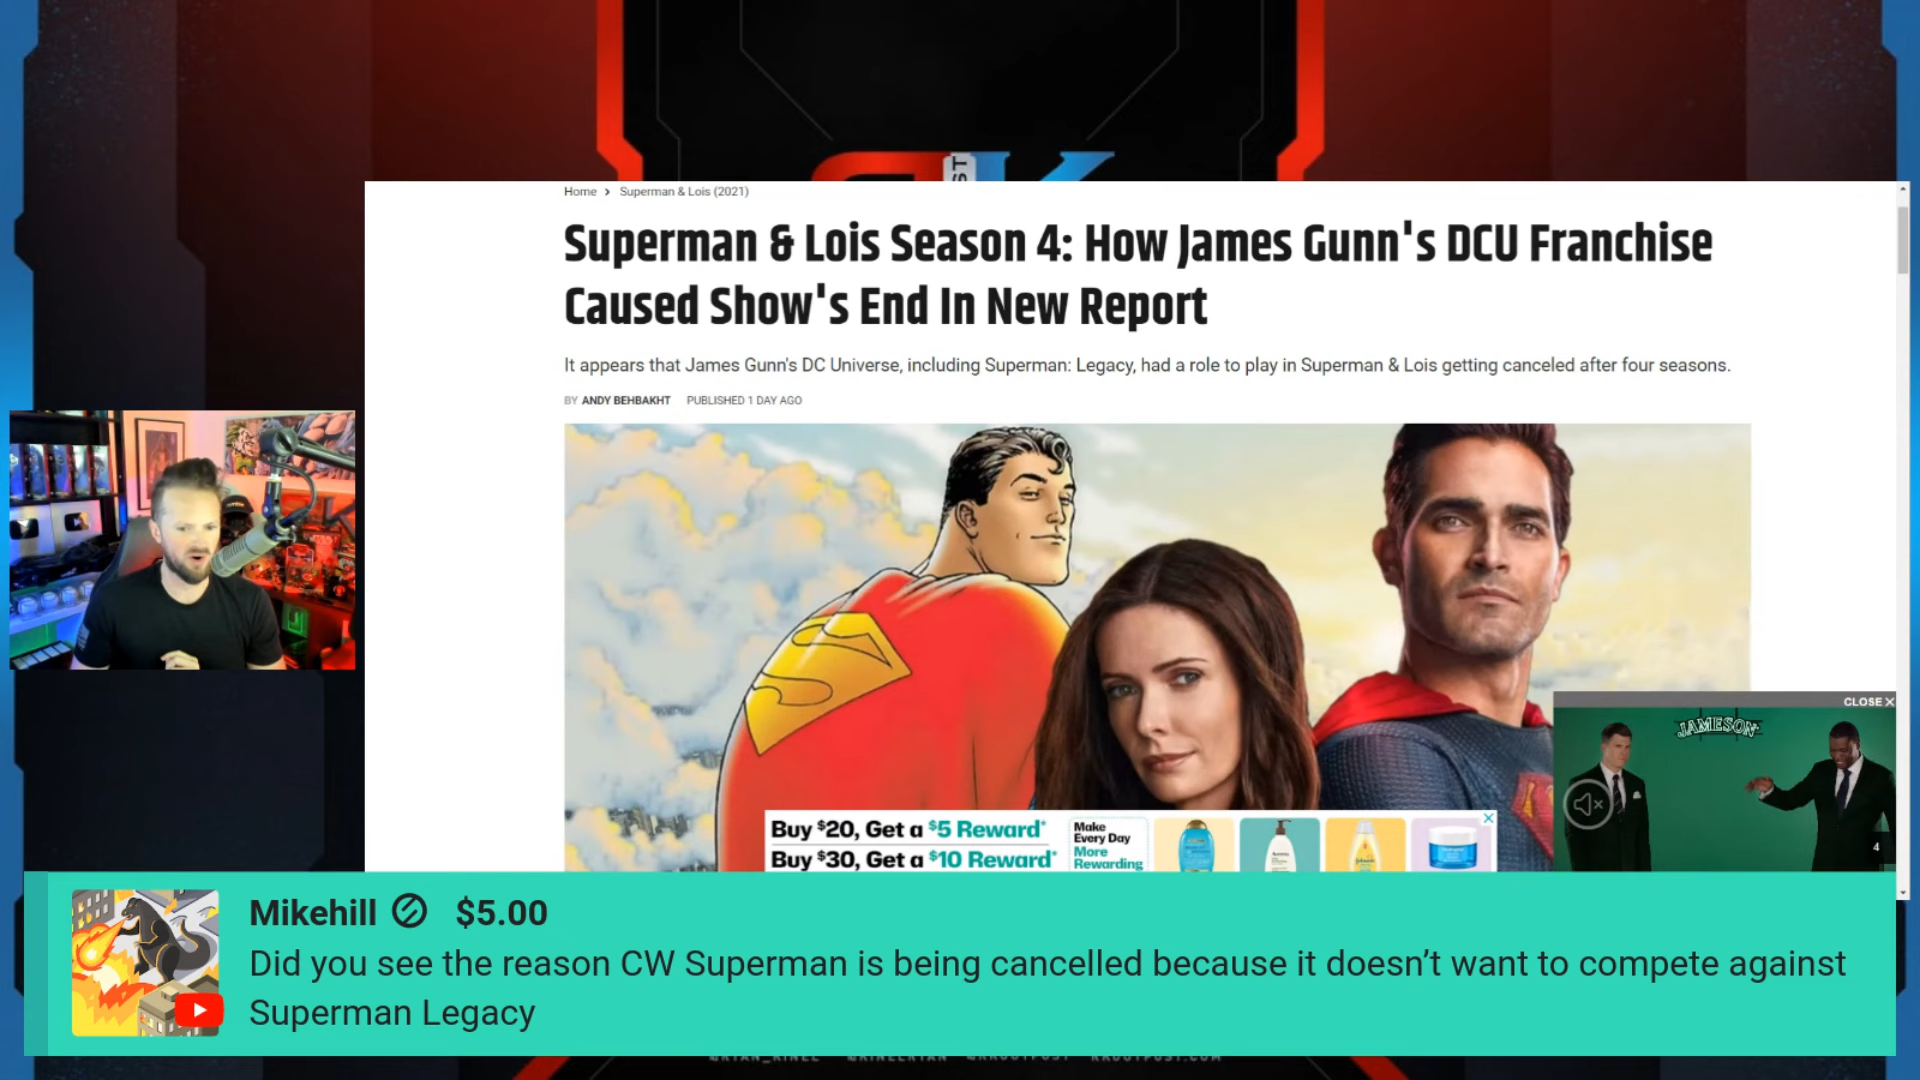 ST
Home > Superman & Lois (2021)
Superman & Lois Season 4: How James Gunn's DCU Franchise
Caused Show's End In New Report
It appears that James Gunn's DC Universe, including Superman: Legacy, had a role to play in Superman & Lois getting canceled after four seasons.
BY ANDY BEHBAKHT PUBLISHED 1 DAY AGO
CLOSE X
JAMESON
4
Buy $20, Get a $5 Reward*
Buy $30, Get a $10 Reward*
Make
Every Day
More
Rewarding
Mikehill $5.00
Did you see the reason CW Superman is being cancelled because it doesn’t want to compete against
Superman Legacy